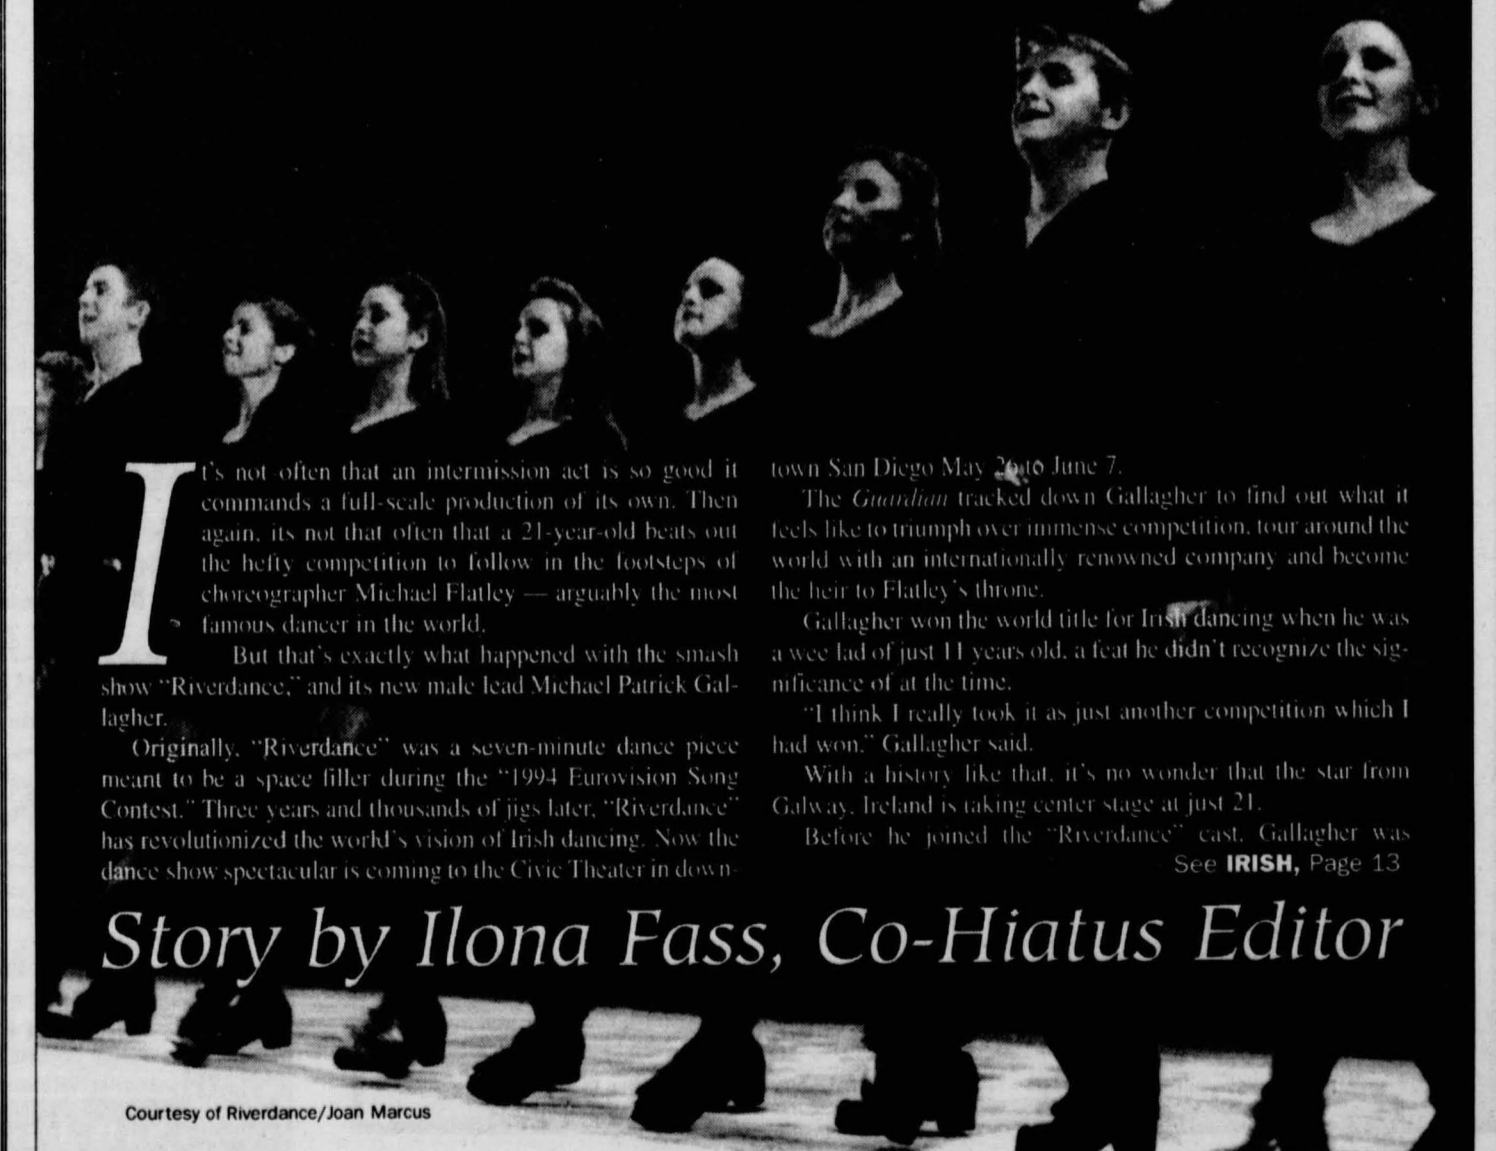 It's not often that an intermission act is so good it
commands a full-scale production of its own. Then
again, its not that often that a 21-year-old beats out
the hefty competition to follow in the footsteps of
choreographer Michael Flatley — arguably the most
famous dancer in the world.
But that's exactly what happened with the smash
show "Riverdance," and its new male lead Michael Patrick Gal-
lagher.
Originally, "Riverdance" was a seven-minute dance piece
meant to be a space filler during the "1994 Eurovision Song
Contest." Three years and thousands of jigs later, "Riverdance"
has revolutionized the world's vision of Irish dancing. Now the
dance show spectacular is coming to the Civic Theater in down-
town San Diego May 26 to June 7.
The Guardian tracked down Gallagher to find out what it
feels like to triumph over immense competition, tour around the
world with an internationally renowned company and become
the heir to Flatley's throne.
Gallagher won the world title for Irish dancing when he was
a wee lad of just 11 years old, a feat he didn't recognize the sig-
nificance of at the time.
"I think I really took it as just another competition which I
had won," Gallagher said.
With a history like that, it's no wonder that the star from
Galway, Ireland is taking center stage at just 21.
Before he joined the "Riverdance" cast, Gallagher was
See IRISH, Page 13
Story by Ilona Fass, Co-Hiatus Editor
Courtesy of Riverdance/Joan Marcus